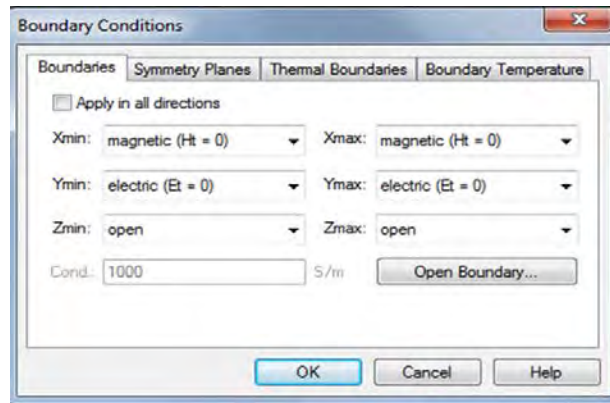 Boundary Conditions
Boundaries Symmetry Planes Thermal Boundaries Boundary Temperature
Apply in all directions
Xmin: magnetic (Ht = 0) Xmax: magnetic (Ht = 0)
Ymin: electric (Et = 0) Ymax: electric (Et = 0)
Zmin: open Zmax: open
Cond.: 1000 S/m Open Boundary...
OK Cancel Help